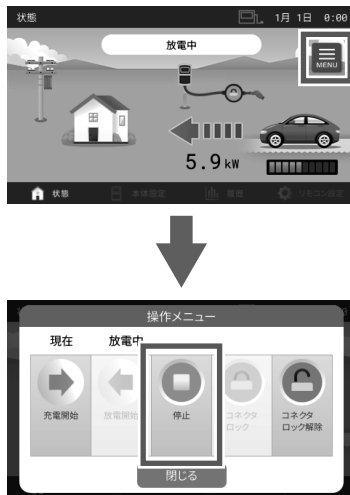 状態
1月 1日 0:00
放電中
MENU
5.9 kW
状態
本体設定
履歴
リモコン設定
操作メニュー
現在 放電中
充電開始
放電開始
停止
コネクタ
ロック
コネクタ
ロック解除
閉じる